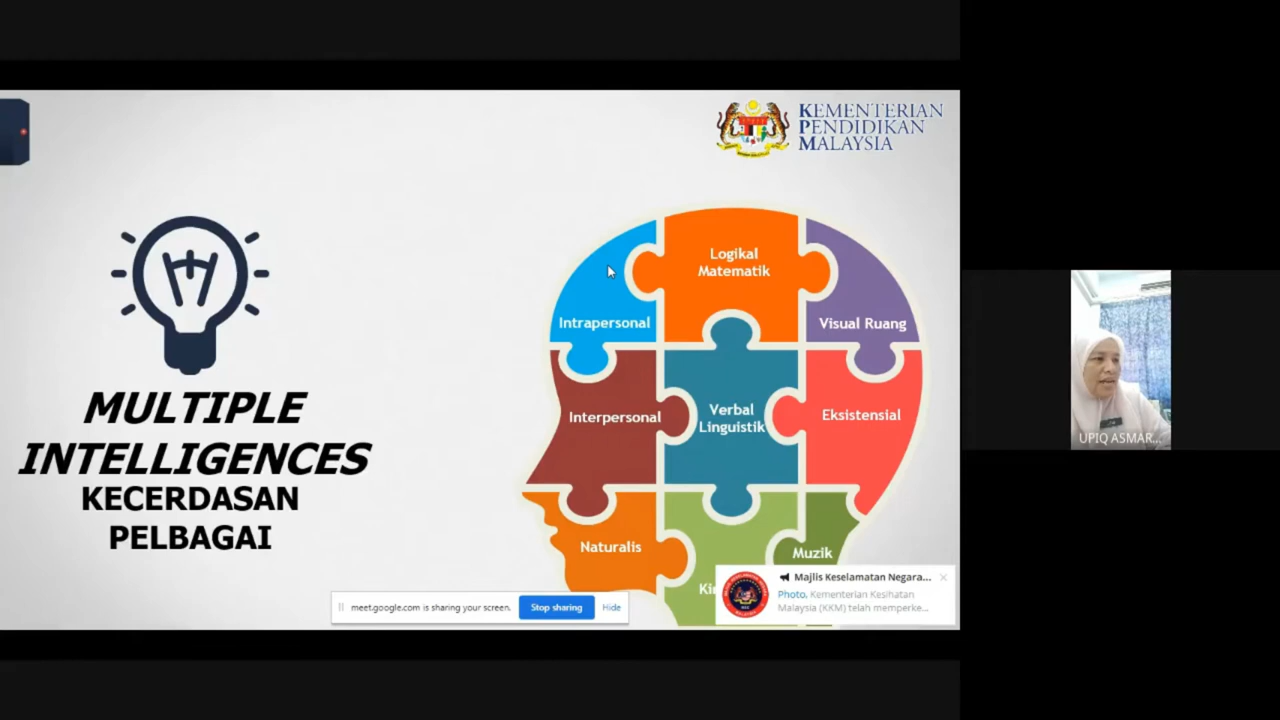 KEMENTERIAN
PENDIDIKAN
MALAYSIA
MULTIPLE
INTELLIGENCES
KECERDASAN
PELBAGAI
Logikal
Matematik
Intrapersonal
Visual Ruang
Interpersonal
Verbal
Linguistik
Eksistensial
Naturalis
Muzik
meet.google.com is sharing your screen.
Stop sharing
Hide
Majlis Keselamatan Negara...
Photo, Kementerian Kesihatan
Malaysia (KKM) telah memperke...
UPIQ ASMAR...